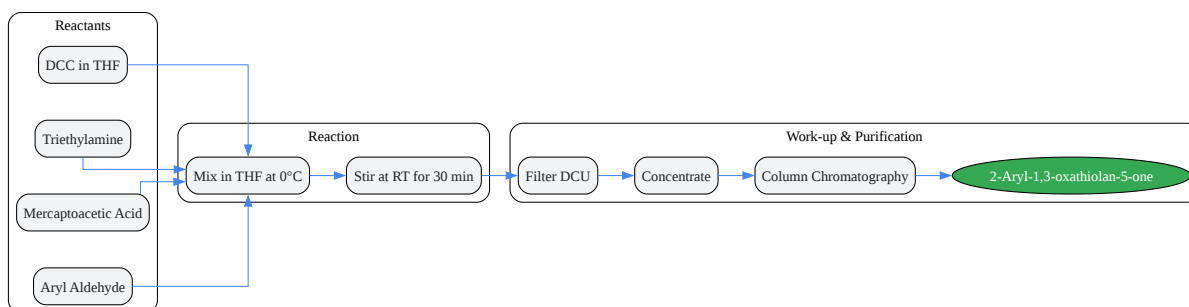 Reactants
DCC in THF
Triethylamine
Mercaptoacetic Acid
Aryl Aldehyde
Reaction
Mix in THF at 0°C
Stir at RT for 30 min
Work-up & Purification
Filter DCU
Concentrate
Column Chromatography
2-Aryl-1,3-oxathiolan-5-one